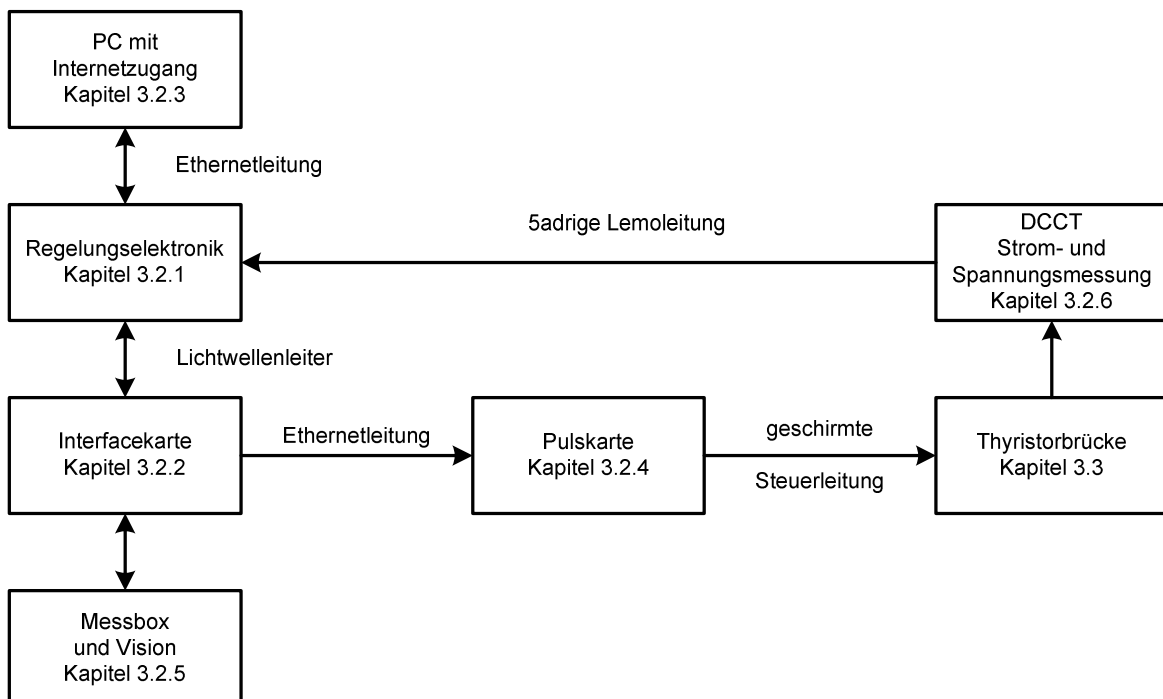 PC mit
Internetzugang
Kapitel 3.2.3
Ethernetleitung
Regelungselektronik
Kapitel 3.2.1
5adrige Lemoleitung
DCCT
Strom- und
Spannungsmessung
Kapitel 3.2.6
Lichtwellenleiter
Interfacekarte
Kapitel 3.2.2
Ethernetleitung
Pulskarte
Kapitel 3.2.4
geschirmte
Steuerleitung
Thyristorbrücke
Kapitel 3.3
Messbox
und Vision
Kapitel 3.2.5